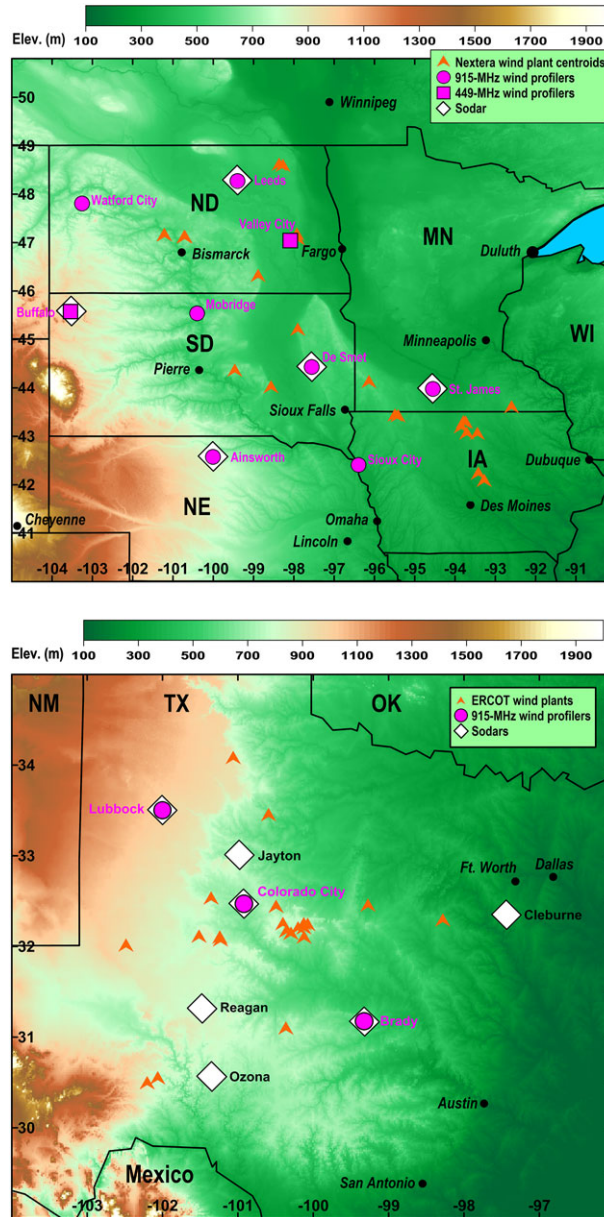 Elev. (m) 100 300 500 700 900 1100 1300 1500 1700 1900
Nextera wind plant centroids
915-MHz wind profilers
449-MHz wind profilers
Sodar
50
Winnipeg
49
48
Watford City
ND
Leeds
Valley City
47
Bismarck
Fargo
MN
Duluth
46
Buffalo
Mobridge
45
SD
Minneapolis
WI
Pierre
De Smet
44
St. James
Sioux Falls
43
Ainsworth
Sioux City
IA
Dubuque
42
NE
Des Moines
Cheyenne
Omaha
41
Lincoln
-104 -103 -102 -101 -100 -99 -98 -97 -96 -95 -94 -93 -92 -91
Elev. (m) 100 300 500 700 900 1100 1300 1500 1700 1900
NM TX OK
ERCOT wind plants
915-MHz wind profilers
Sodars
34
Lubbock
33
Jayton
Ft. Worth
Dallas
Colorado City
Cleburne
32
Reagan
Brady
31
Ozona
Austin
30
Mexico
San Antonio
-103 -102 -101 -100 -99 -98 -97